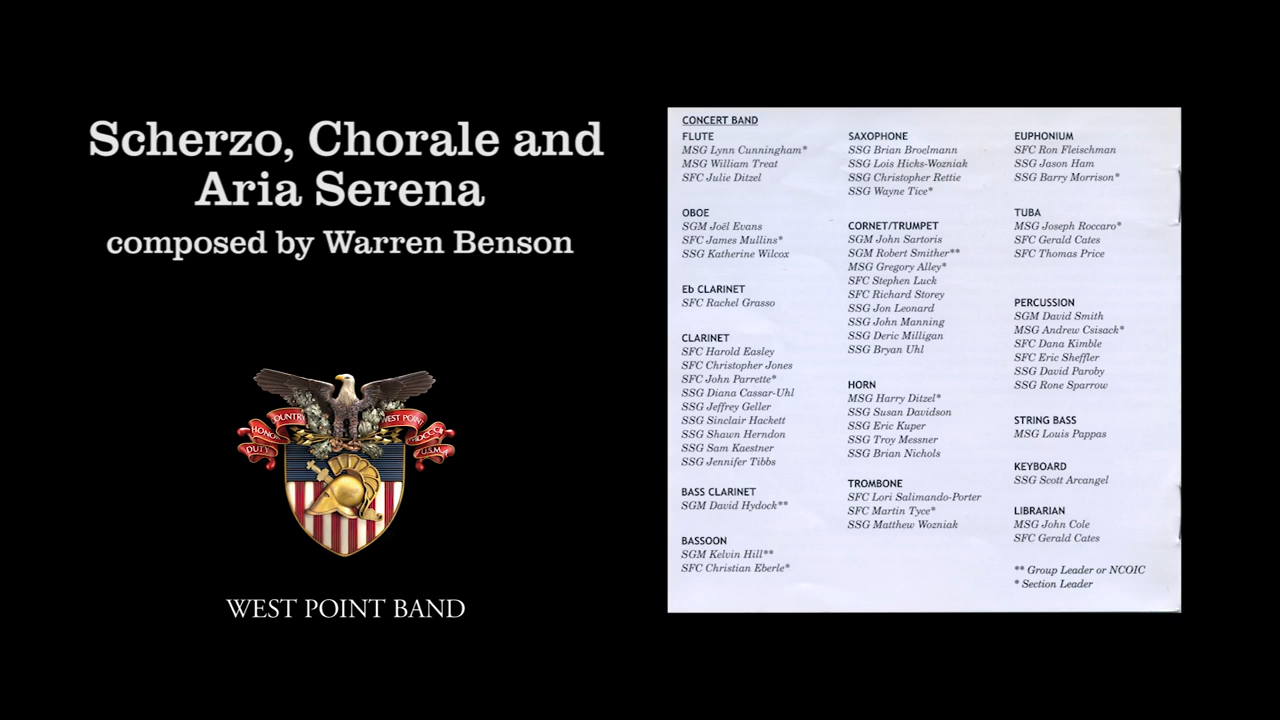 Scherzo, Chorale and
Aria Serena
composed by Warren Benson
DUTY
HONOR
COUNTRY
WEST POINT
MDCCCII
U.S.M.A.
WEST POINT BAND
CONCERT BAND
FLUTE
MSG Lynn Cunningham*
MSG William Treat
SFC Julie Ditzel
OBOE
SGM Joël Evans
SFC James Mullins*
SSG Katherine Wilcox
Eb CLARINET
SFC Rachel Grasso
CLARINET
SFC Harold Easley
SFC Christopher Jones
SFC John Parrette*
SSG Diana Cassar-Uhl
SSG Jeffrey Geller
SSG Sinclair Hackett
SSG Shawn Herndon
SSG Sam Kaestner
SSG Jennifer Tibbs
BASS CLARINET
SGM David Hydock**
BASSOON
SGM Kelvin Hill**
SFC Christian Eberle*
SAXOPHONE
SSG Brian Broelmann
SSG Lois Hicks-Wozniak
SSG Christopher Rettie
SSG Wayne Tice*
CORNET/TRUMPET
SGM John Sartoris
SGM Robert Smither**
MSG Gregory Alley*
SFC Stephen Luck
SFC Richard Storey
SSG Jon Leonard
SSG John Manning
SSG Deric Milligan
SSG Bryan Uhl
HORN
MSG Harry Ditzel*
SSG Susan Davidson
SSG Eric Kuper
SSG Troy Messner
SSG Brian Nichols
TROMBONE
SFC Lori Salimando-Porter
SFC Martin Tyce*
SSG Matthew Wozniak
EUPHONIUM
SFC Ron Fleischman
SSG Jason Ham
SSG Barry Morrison*
TUBA
MSG Joseph Roccaro*
SFC Gerald Cates
SFC Thomas Price
PERCUSSION
SGM David Smith
MSG Andrew Csisack*
SFC Dana Kimble
SFC Eric Sheffler
SSG David Paroby
SSG Rone Sparrow
STRING BASS
MSG Louis Pappas
KEYBOARD
SSG Scott Arcangel
LIBRARIAN
MSG John Cole
SFC Gerald Cates
** Group Leader or NCOIC
* Section Leader